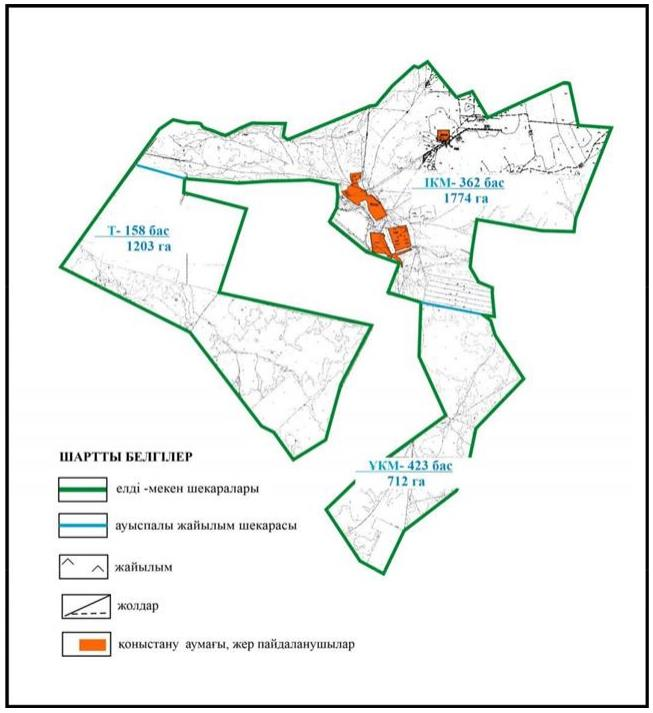 ІКМ- 362 бас
1774 га
Т- 158 бас
1203 га
ҰКМ- 423 бас
712 га
ШАРТТЫ БЕЛГІЛЕР
елді -мекен шекаралары
ауыспалы жайылым шекарасы
жайылым
жолдар
қоныстану аумағы, жер пайдаланушылар